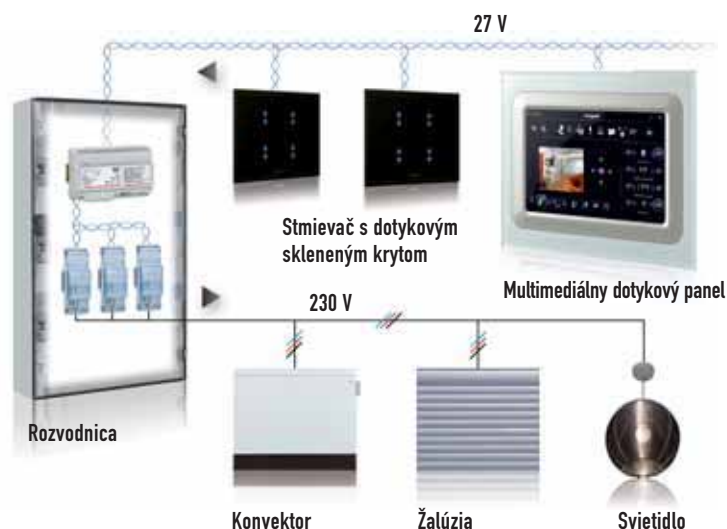 27 V
Stmievač s dotykovým
skleneným krytom
Multimediálny dotykový panel
230 V
Rozvodnica
Konvektor
Žalúzia
Svietidlo